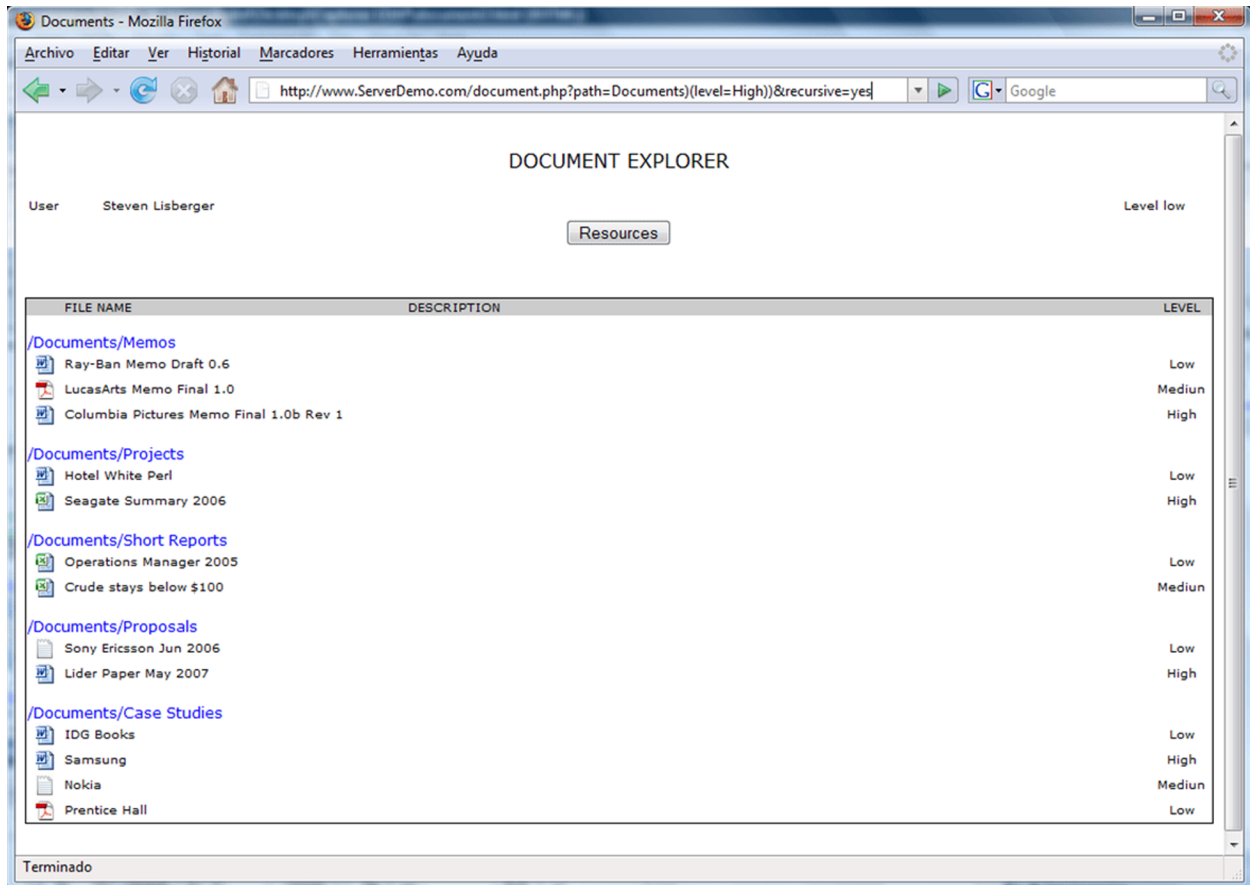 Documents - Mozilla Firefox
Archivo Editar Ver Historial Marcadores Herramientas Ayuda
http://www.ServerDemo.com/document.php?path=Documents)(level=High))&recursive=yes G Google
DOCUMENT EXPLORER
User Steven Lisberger Level low
Resources
FILE NAME DESCRIPTION LEVEL
/Documents/Memos
Ray-Ban Memo Draft 0.6 Low
LucasArts Memo Final 1.0 Mediun
Columbia Pictures Memo Final 1.0b Rev 1 High
/Documents/Projects
Hotel White Perl Low
Seagate Summary 2006 High
/Documents/Short Reports
Operations Manager 2005 Low
Crude stays below $100 Mediun
/Documents/Proposals
Sony Ericsson Jun 2006 Low
Lider Paper May 2007 High
/Documents/Case Studies
IDG Books Low
Samsung High
Nokia Mediun
Prentice Hall Low
Terminado